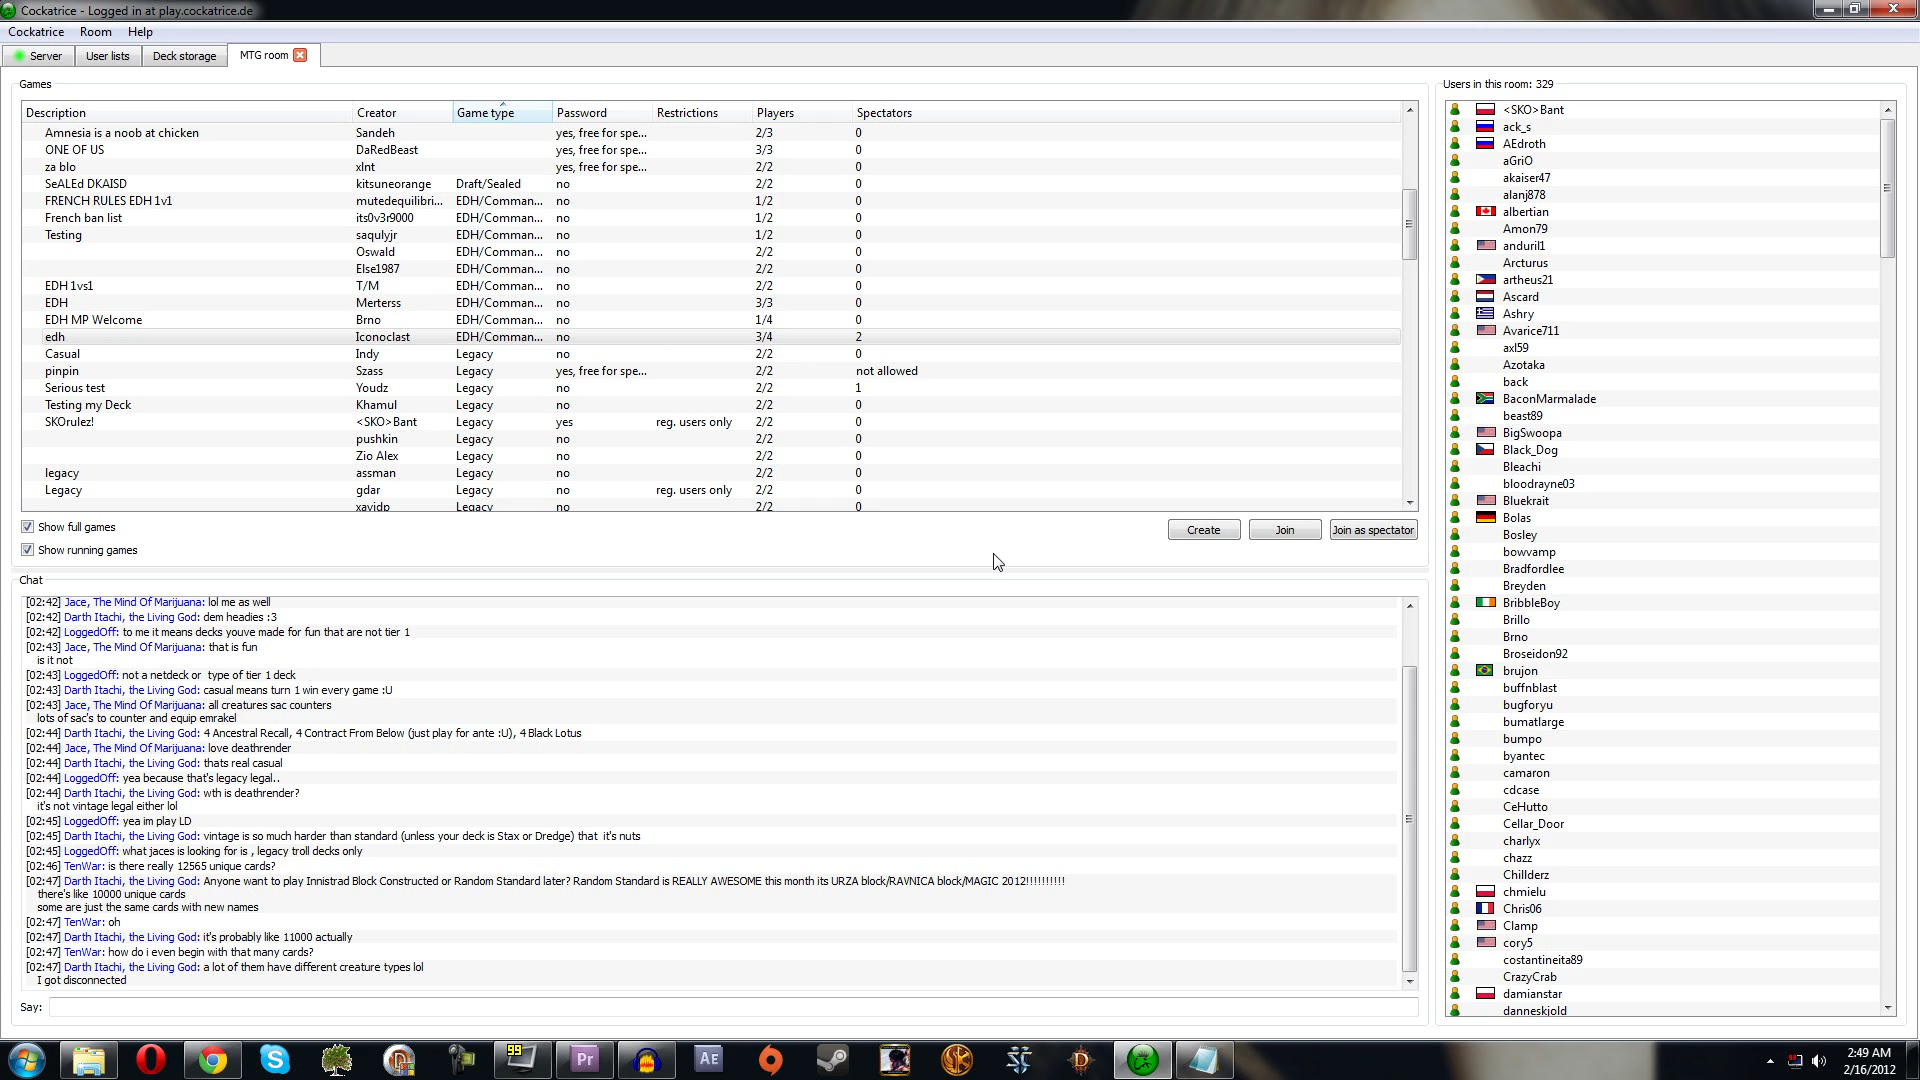 Cockatrice - Logged in at play.cockatrice.de
Cockatrice Room Help
Server User lists Deck storage MTG room
Games
Description Creator Game type Password Restrictions Players Spectators
Amnesia is a noob at chicken Sandeh yes, free for spe... 2/3 0
ONE OF US DaRedBeast yes, free for spe... 3/3 0
za blo xlnt yes, free for spe... 2/2 0
SeALEd DKAISD kitsuneorange Draft/Sealed no 2/2 0
FRENCH RULES EDH 1v1 mutedequilibri... EDH/Comman... no 1/2 0
French ban list its0v3r9000 EDH/Comman... no 1/2 0
Testing saqulyjr EDH/Comman... no 1/2 0
Oswald EDH/Comman... no 2/2 0
Else1987 EDH/Comman... no 2/2 0
EDH 1vs1 T/M EDH/Comman... no 2/2 0
EDH Merterss EDH/Comman... no 3/3 0
EDH MP Welcome Brno EDH/Comman... no 1/4 0
edh Iconoclast EDH/Comman... no 3/4 2
Casual Indy Legacy no 2/2 0
pinpin Szass Legacy yes, free for spe... 2/2 not allowed
Serious test Youdz Legacy no 2/2 1
Testing my Deck Khamul Legacy no 2/2 0
SKOrulez! <SKO>Bant Legacy yes reg. users only 2/2 0
pushkin Legacy no 2/2 0
Zio Alex Legacy no 2/2 0
legacy assman Legacy no 2/2 0
Legacy gdar Legacy no reg. users only 2/2 0
xavidp Legacy no 2/2 0
Show full games
Show running games
Create Join Join as spectator
Chat
[02:42] Jace, The Mind Of Marijuana: lol me as well
[02:42] Darth Itachi, the Living God: dem headies :3
[02:42] LoggedOff: to me it means decks youve made for fun that are not tier 1
[02:43] Jace, The Mind Of Marijuana: that is fun
is it not
[02:43] LoggedOff: not a netdeck or type of tier 1 deck
[02:43] Darth Itachi, the Living God: casual means turn 1 win every game :U
[02:43] Jace, The Mind Of Marijuana: all creatures sac counters
lots of sac's to counter and equip emrakel
[02:44] Darth Itachi, the Living God: 4 Ancestral Recall, 4 Contract From Below (just play for ante :U), 4 Black Lotus
[02:44] Jace, The Mind Of Marijuana: love deathrender
[02:44] Darth Itachi, the Living God: thats real casual
[02:44] LoggedOff: yea because that's legacy legal..
[02:44] Darth Itachi, the Living God: wth is deathrender?
it's not vintage legal either lol
[02:45] LoggedOff: yea im play LD
[02:45] Darth Itachi, the Living God: vintage is so much harder than standard (unless your deck is Stax or Dredge) that it's nuts
[02:45] LoggedOff: what jaces is looking for is , legacy troll decks only
[02:46] TenWar: is there really 12565 unique cards?
[02:47] Darth Itachi, the Living God: Anyone want to play Innistrad Block Constructed or Random Standard later? Random Standard is REALLY AWESOME this month its URZA block/RAVNICA block/MAGIC 2012!!!!!!!!!!
there's like 10000 unique cards
some are just the same cards with new names
[02:47] TenWar: oh
[02:47] Darth Itachi, the Living God: it's probably like 11000 actually
[02:47] TenWar: how do i even begin with that many cards?
[02:47] Darth Itachi, the Living God: a lot of them have different creature types lol
I got disconnected
Say:
Users in this room: 329
<SKO>Bant
ack_s
AEdroth
aGriO
akaiser47
alanj878
albertian
Amon79
anduril1
Arcturus
artheus21
Ascard
Ashry
Avarice711
axl59
Azotaka
back
BaconMarmalade
beast89
BigSwoopa
Black_Dog
Bleachi
bloodrayne03
Bluekrait
Bolas
Bosley
bowvamp
Bradfordlee
Breyden
BribbleBoy
Brillo
Brno
Broseidon92
brujon
buffnblast
bugforyu
bumatlarge
bumpo
byantec
camaron
cdcase
CeHutto
Cellar_Door
charlyx
chazz
Chillderz
chmielu
Chris06
Clamp
cory5
costantineita89
CrazyCrab
damianstar
danneskjold
99 Pr AE
2:49 AM
2/16/2012